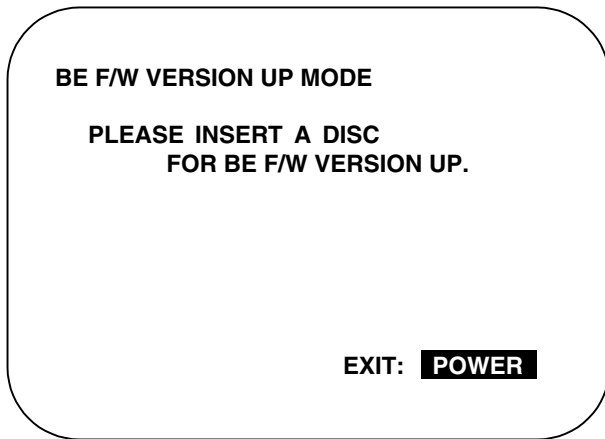 BE F/W VERSION UP MODE
PLEASE INSERT A DISC
FOR BE F/W VERSION UP.
EXIT: POWER